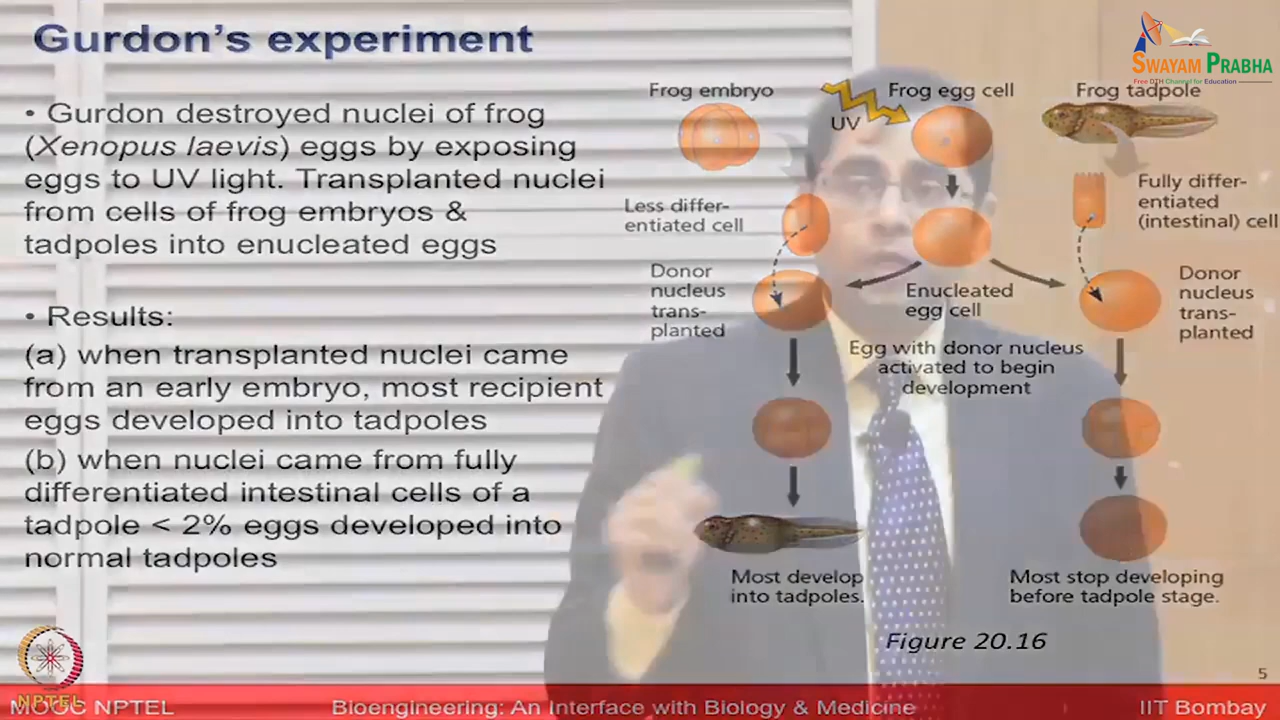 Gurdon's experiment
SWAYAM PRABHA
Free DTH Channel for Education
• Gurdon destroyed nuclei of frog
(Xenopus laevis) eggs by exposing
eggs to UV light. Transplanted nuclei
from cells of frog embryos &
tadpoles into enucleated eggs
• Results:
(a) when transplanted nuclei came
from an early embryo, most recipient
eggs developed into tadpoles
(b) when nuclei came from fully
differentiated intestinal cells of a
tadpole < 2% eggs developed into
normal tadpoles
Frog embryo
UV
Frog egg cell
Frog tadpole
Less differ-
entiated cell
Fully differ-
entiated
(intestinal) cell
Donor
nucleus
trans-
planted
Enucleated
egg cell
Donor
nucleus
trans-
planted
Egg with donor nucleus
activated to begin
development
Most develop
into tadpoles.
Most stop developing
before tadpole stage.
Figure 20.16
5
NPTEL
MOOC NPTEL
Bioengineering: An Interface with Biology & Medicine
IIT Bombay